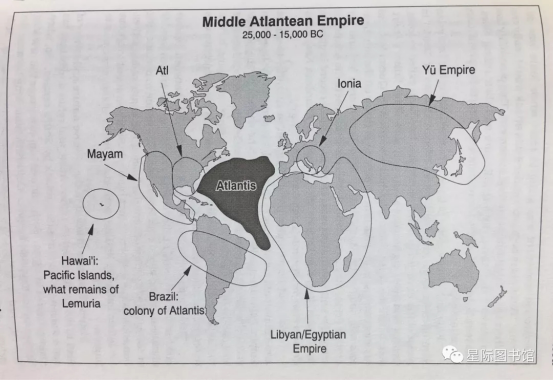 Middle Atlantean Empire
25,000 - 15,000 BC
Atl
Ionia
Yü Empire
Mayam
Atlantis
Hawai'i:
Pacific Islands,
what remains of
Lemuria
Brazil:
colony of Atlantis
Libyan/Egyptian
Empire
星际图书馆